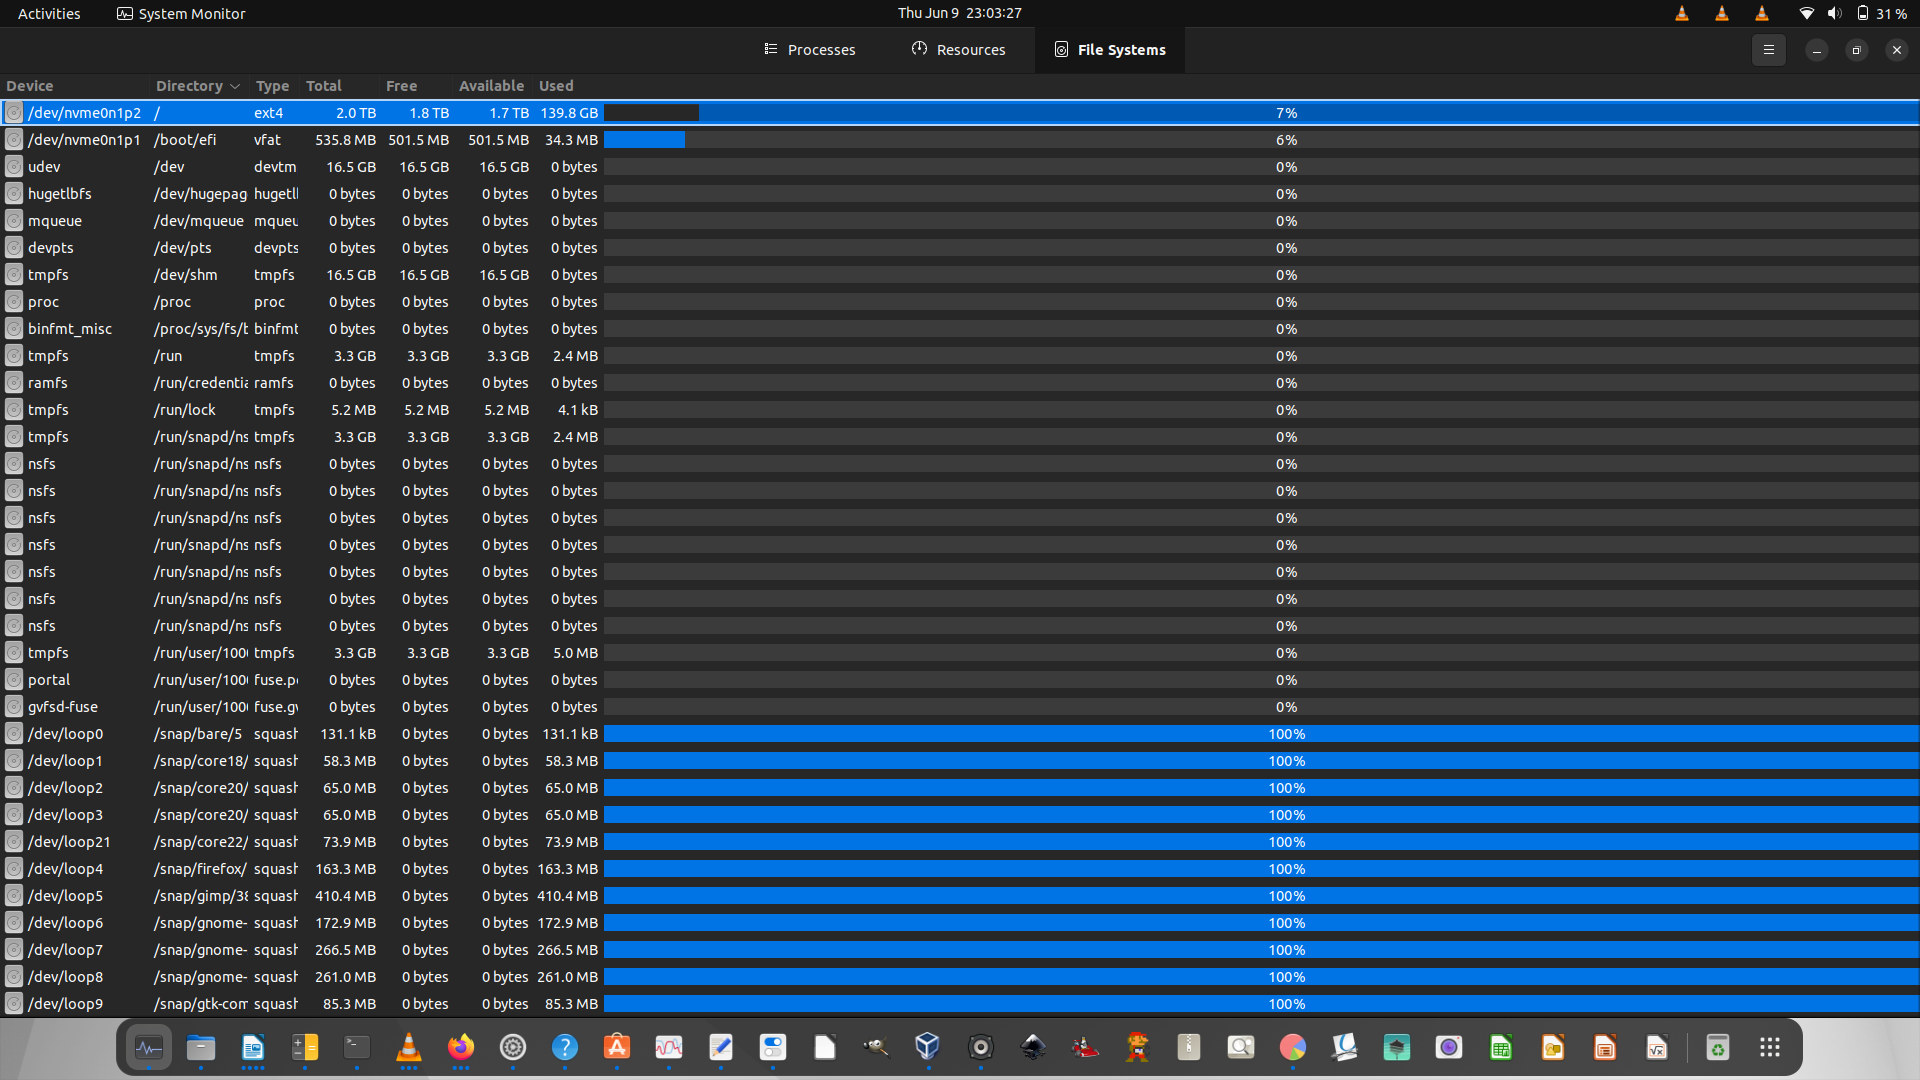 Activities System Monitor Thu Jun 9 23:03:27 31 %
Processes Resources File Systems
Device Directory Type Total Free Available Used
/dev/nvme0n1p2 / ext4 2.0 TB 1.8 TB 1.7 TB 139.8 GB 7%
/dev/nvme0n1p1 /boot/efi vfat 535.8 MB 501.5 MB 501.5 MB 34.3 MB 6%
udev /dev devtm 16.5 GB 16.5 GB 16.5 GB 0 bytes 0%
hugetlbfs /dev/hugepag hugetl 0 bytes 0 bytes 0 bytes 0 bytes 0%
mqueue /dev/mqueue mqueu 0 bytes 0 bytes 0 bytes 0 bytes 0%
devpts /dev/pts devpts 0 bytes 0 bytes 0 bytes 0 bytes 0%
tmpfs /dev/shm tmpfs 16.5 GB 16.5 GB 16.5 GB 0 bytes 0%
proc /proc proc 0 bytes 0 bytes 0 bytes 0 bytes 0%
binfmt_misc /proc/sys/fs/b binfmt 0 bytes 0 bytes 0 bytes 0 bytes 0%
tmpfs /run tmpfs 3.3 GB 3.3 GB 3.3 GB 2.4 MB 0%
ramfs /run/credentia ramfs 0 bytes 0 bytes 0 bytes 0 bytes 0%
tmpfs /run/lock tmpfs 5.2 MB 5.2 MB 5.2 MB 4.1 kB 0%
tmpfs /run/snapd/ns tmpfs 3.3 GB 3.3 GB 3.3 GB 2.4 MB 0%
nsfs /run/snapd/ns nsfs 0 bytes 0 bytes 0 bytes 0 bytes 0%
nsfs /run/snapd/ns nsfs 0 bytes 0 bytes 0 bytes 0 bytes 0%
nsfs /run/snapd/ns nsfs 0 bytes 0 bytes 0 bytes 0 bytes 0%
nsfs /run/snapd/ns nsfs 0 bytes 0 bytes 0 bytes 0 bytes 0%
nsfs /run/snapd/ns nsfs 0 bytes 0 bytes 0 bytes 0 bytes 0%
nsfs /run/snapd/ns nsfs 0 bytes 0 bytes 0 bytes 0 bytes 0%
nsfs /run/snapd/ns nsfs 0 bytes 0 bytes 0 bytes 0 bytes 0%
tmpfs /run/user/100 tmpfs 3.3 GB 3.3 GB 3.3 GB 5.0 MB 0%
portal /run/user/100 fuse.po 0 bytes 0 bytes 0 bytes 0 bytes 0%
gvfsd-fuse /run/user/100 fuse.gv 0 bytes 0 bytes 0 bytes 0 bytes 0%
/dev/loop0 /snap/bare/5 squash 131.1 kB 0 bytes 0 bytes 131.1 kB 100%
/dev/loop1 /snap/core18/ squash 58.3 MB 0 bytes 0 bytes 58.3 MB 100%
/dev/loop2 /snap/core20/ squash 65.0 MB 0 bytes 0 bytes 65.0 MB 100%
/dev/loop3 /snap/core20/ squash 65.0 MB 0 bytes 0 bytes 65.0 MB 100%
/dev/loop21 /snap/core22/ squash 73.9 MB 0 bytes 0 bytes 73.9 MB 100%
/dev/loop4 /snap/firefox/ squash 163.3 MB 0 bytes 0 bytes 163.3 MB 100%
/dev/loop5 /snap/gimp/38 squash 410.4 MB 0 bytes 0 bytes 410.4 MB 100%
/dev/loop6 /snap/gnome- squash 172.9 MB 0 bytes 0 bytes 172.9 MB 100%
/dev/loop7 /snap/gnome- squash 266.5 MB 0 bytes 0 bytes 266.5 MB 100%
/dev/loop8 /snap/gnome- squash 261.0 MB 0 bytes 0 bytes 261.0 MB 100%
/dev/loop9 /snap/gtk-com squash 85.3 MB 0 bytes 0 bytes 85.3 MB 100%